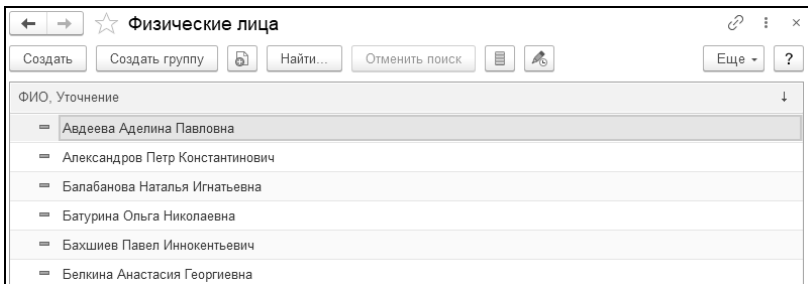 Физические лица
Создать Создать группу Найти... Отменить поиск Еще ?
ФИО, Уточнение
Авдеева Аделина Павловна
Александров Петр Константинович
Балабанова Наталья Игнатьевна
Батурина Ольга Николаевна
Бахшиев Павел Иннокентьевич
Белкина Анастасия Георгиевна